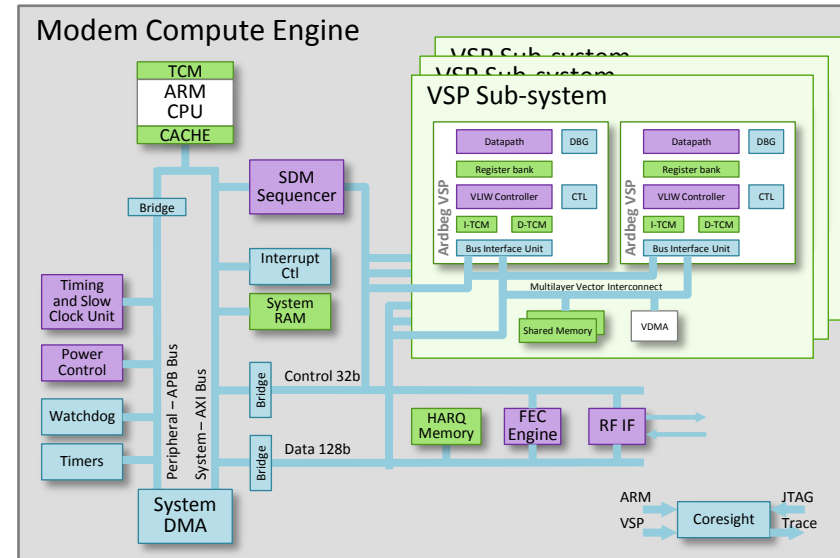 Modem Compute Engine
TCM
ARM
CPU
CACHE
Bridge
SDM
Sequencer
Interrupt
Ctl
System
RAM
Timing
and Slow
Clock Unit
Power
Control
Watchdog
Timers
Peripheral – APB Bus
System – AXI Bus
System
DMA
Bridge
Control 32b
Bridge
Data 128b
VSP Sub-system
VSP Sub-system
VSP Sub-system
Ardbeg VSP
Datapath
DBG
Register bank
VLIW Controller
CTL
I-TCM
D-TCM
Bus Interface Unit
Ardbeg VSP
Datapath
DBG
Register bank
VLIW Controller
CTL
I-TCM
D-TCM
Bus Interface Unit
Multilayer Vector Interconnect
Shared Memory
VDMA
HARQ
Memory
FEC
Engine
RF IF
ARM
VSP
Coresight
JTAG
Trace